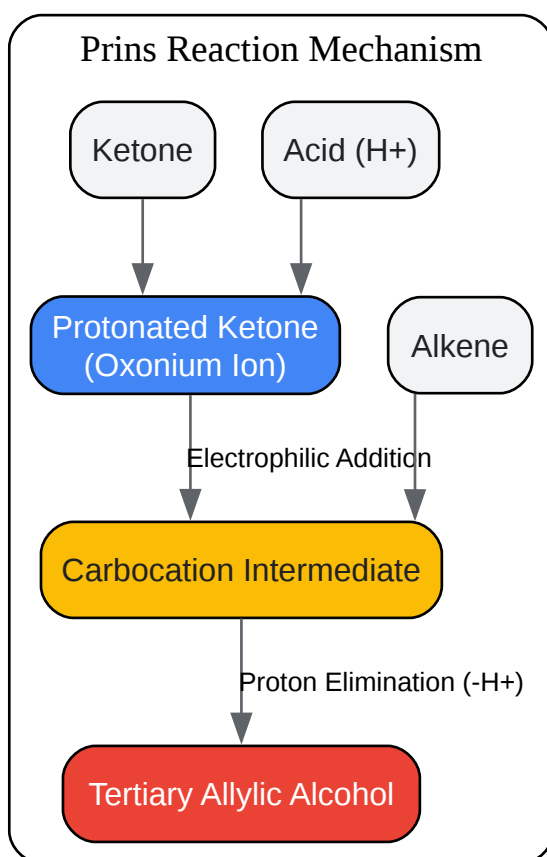 Prins Reaction Mechanism
Ketone
Acid (H+)
Protonated Ketone
(Oxonium Ion)
Alkene
Electrophilic Addition
Carbocation Intermediate
Proton Elimination (-H+)
Tertiary Allylic Alcohol